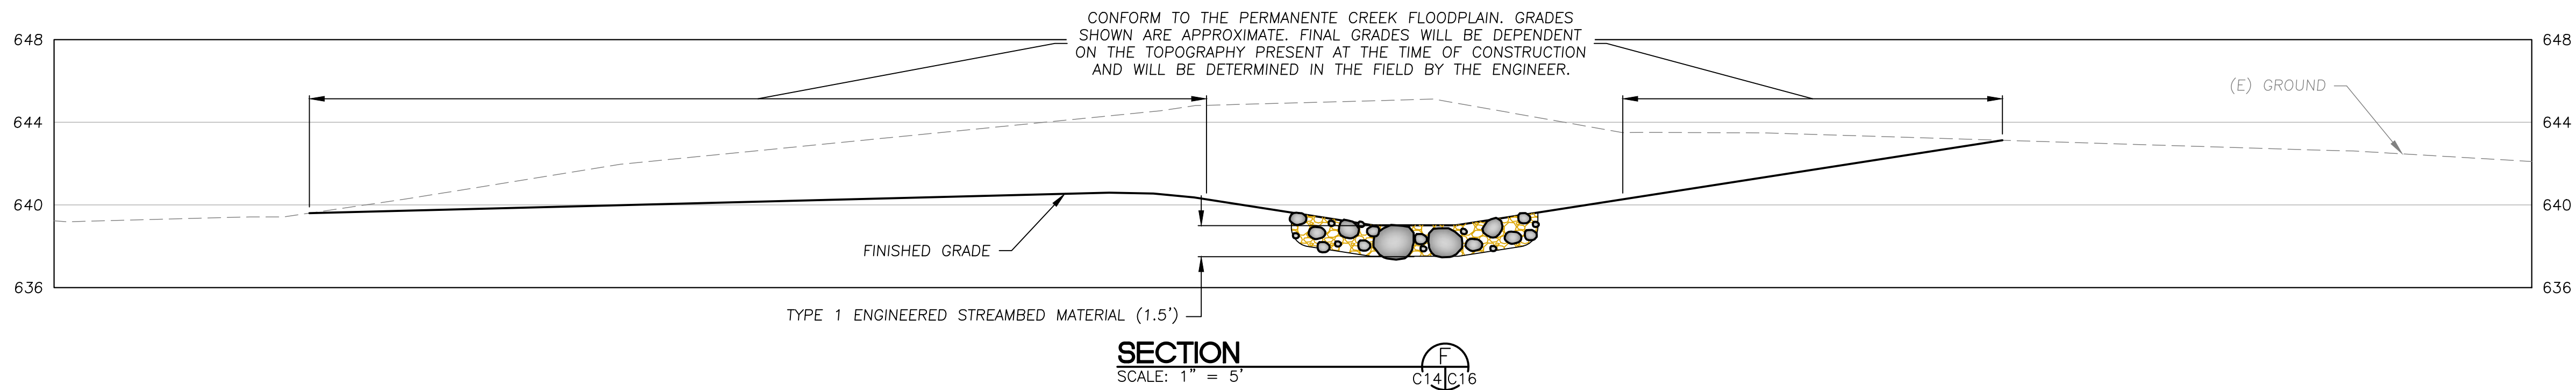 CONFORM TO THE PERMANENTE CREEK FLOODPLAIN. GRADES
SHOWN ARE APPROXIMATE. FINAL GRADES WILL BE DEPENDENT
ON THE TOPOGRAPHY PRESENT AT THE TIME OF CONSTRUCTION
AND WILL BE DETERMINED IN THE FIELD BY THE ENGINEER.
648
648
(E) GROUND
644
644
640
640
FINISHED GRADE
636
636
TYPE 1 ENGINEERED STREAMBED MATERIAL (1.5')
SECTION
SCALE: 1" = 5'
F
C14 C16